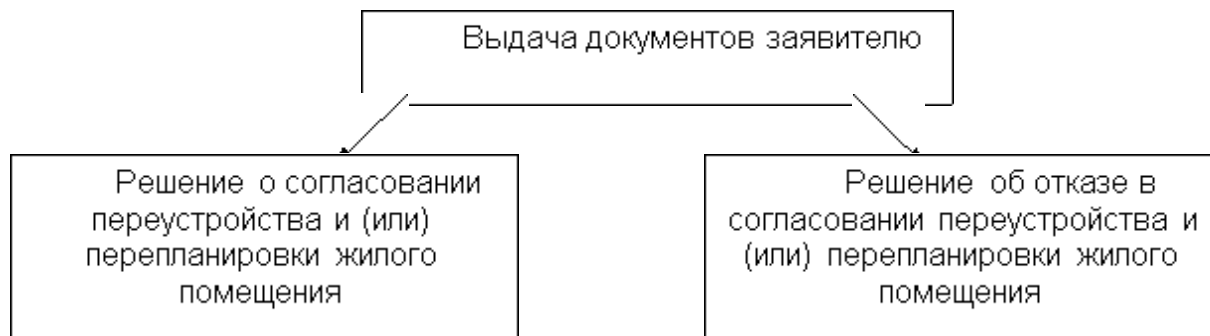 Выдача документов заявителю
Решение о согласовании
переустройства и (или)
перепланировки жилого
помещения
Решение об отказе в
согласовании переустройства и
(или) перепланировки жилого
помещения